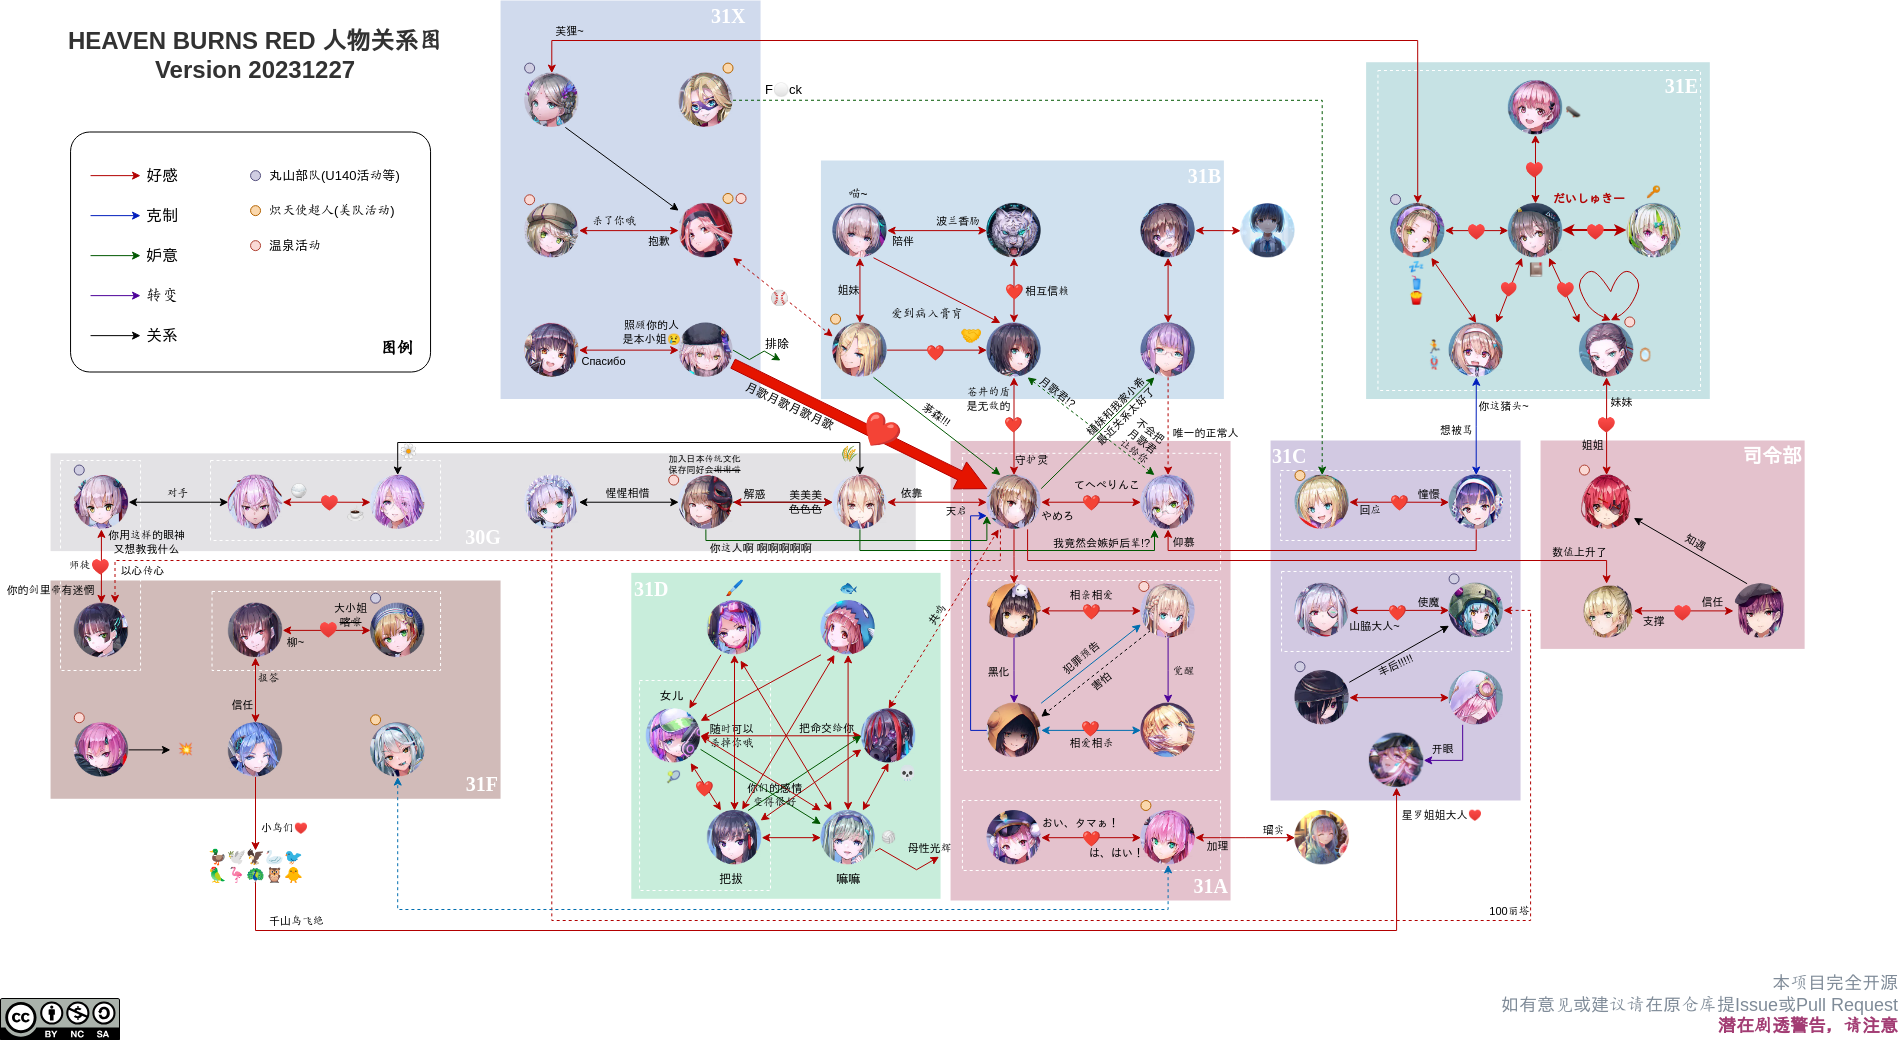 HEAVEN BURNS RED 人物关系图
Version 20231227
好感
克制
妒意
转变
关系
丸山部队(U140活动等)
炽天使超人(美队活动)
温泉活动
图例
31X
芙狸~
F ck
杀了你哦
抱歉
照顾你的人
是本小姐
Спасибо
排除
月歌月歌月歌月歌
31B
喵~
波兰香肠
陪伴
姐妹
相互信赖
爱到病入膏肓
苍井的盾
是无敌的
茅森!!!
月歌君!?
樋妹和我家小希
最近关系太好了
不会把
月歌君
让给你
唯一的正常人
31E
だいしゅきー
你这猪头~
想被骂
妹妹
姐姐
司令部
数值上升了
知遇
信任
支撑
30G
对手
你用这样的眼神
又想教我什么
师徒
以心传心
你的剑里带有迷惘
惺惺相惜
加入日本传统文化
保存同好会谢谢喵
解惑
美美美
色色色
依靠
天启
你这人啊 啊啊啊啊啊
31F
大小姐
喀亲
柳~
报答
信任
小鸟们
千山鸟飞绝
31D
女儿
随时可以
杀掉你哦
把命交给你
你们的感情
变得很好
母性光辉
把拔
嘛嘛
共鸣
31A
守护灵
てへぺりんこ
やめろ
我竟然会嫉妒后辈!?
仰慕
相亲相爱
黑化
犯罪预告
害怕
觉醒
相爱相杀
おい、タマぁ！
は、はい！
加理
瑠尖
31C
憧憬
回应
使魔
山脇大人~
丰后!!!!!
开眼
星罗姐姐大人
100丽塔
cc
BY NC SA
本项目完全开源
如有意见或建议请在原仓库提Issue或Pull Request
潜在剧透警告，请注意